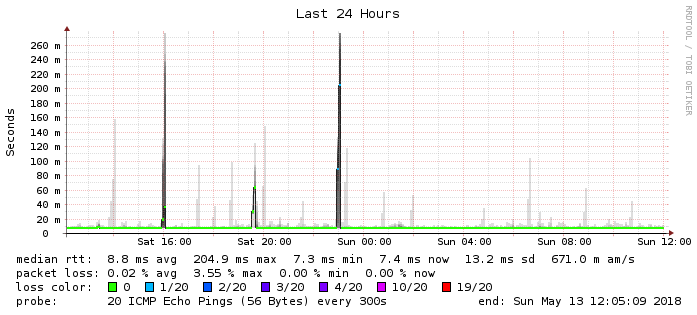 Last 24 Hours
RRDTOOL / TOBI OETIKER
Seconds
260 m
240 m
220 m
200 m
180 m
160 m
140 m
120 m
100 m
80 m
60 m
40 m
20 m
0
Sat 16:00 Sat 20:00 Sun 00:00 Sun 04:00 Sun 08:00 Sun 12:00
median rtt: 8.8 ms avg 204.9 ms max 7.3 ms min 7.4 ms now 13.2 ms sd 671.0 m am/s
packet loss: 0.02 % avg 3.55 % max 0.00 % min 0.00 % now
loss color: 0 1/20 2/20 3/20 4/20 10/20 19/20
probe: 20 ICMP Echo Pings (56 Bytes) every 300s end: Sun May 13 12:05:09 2018